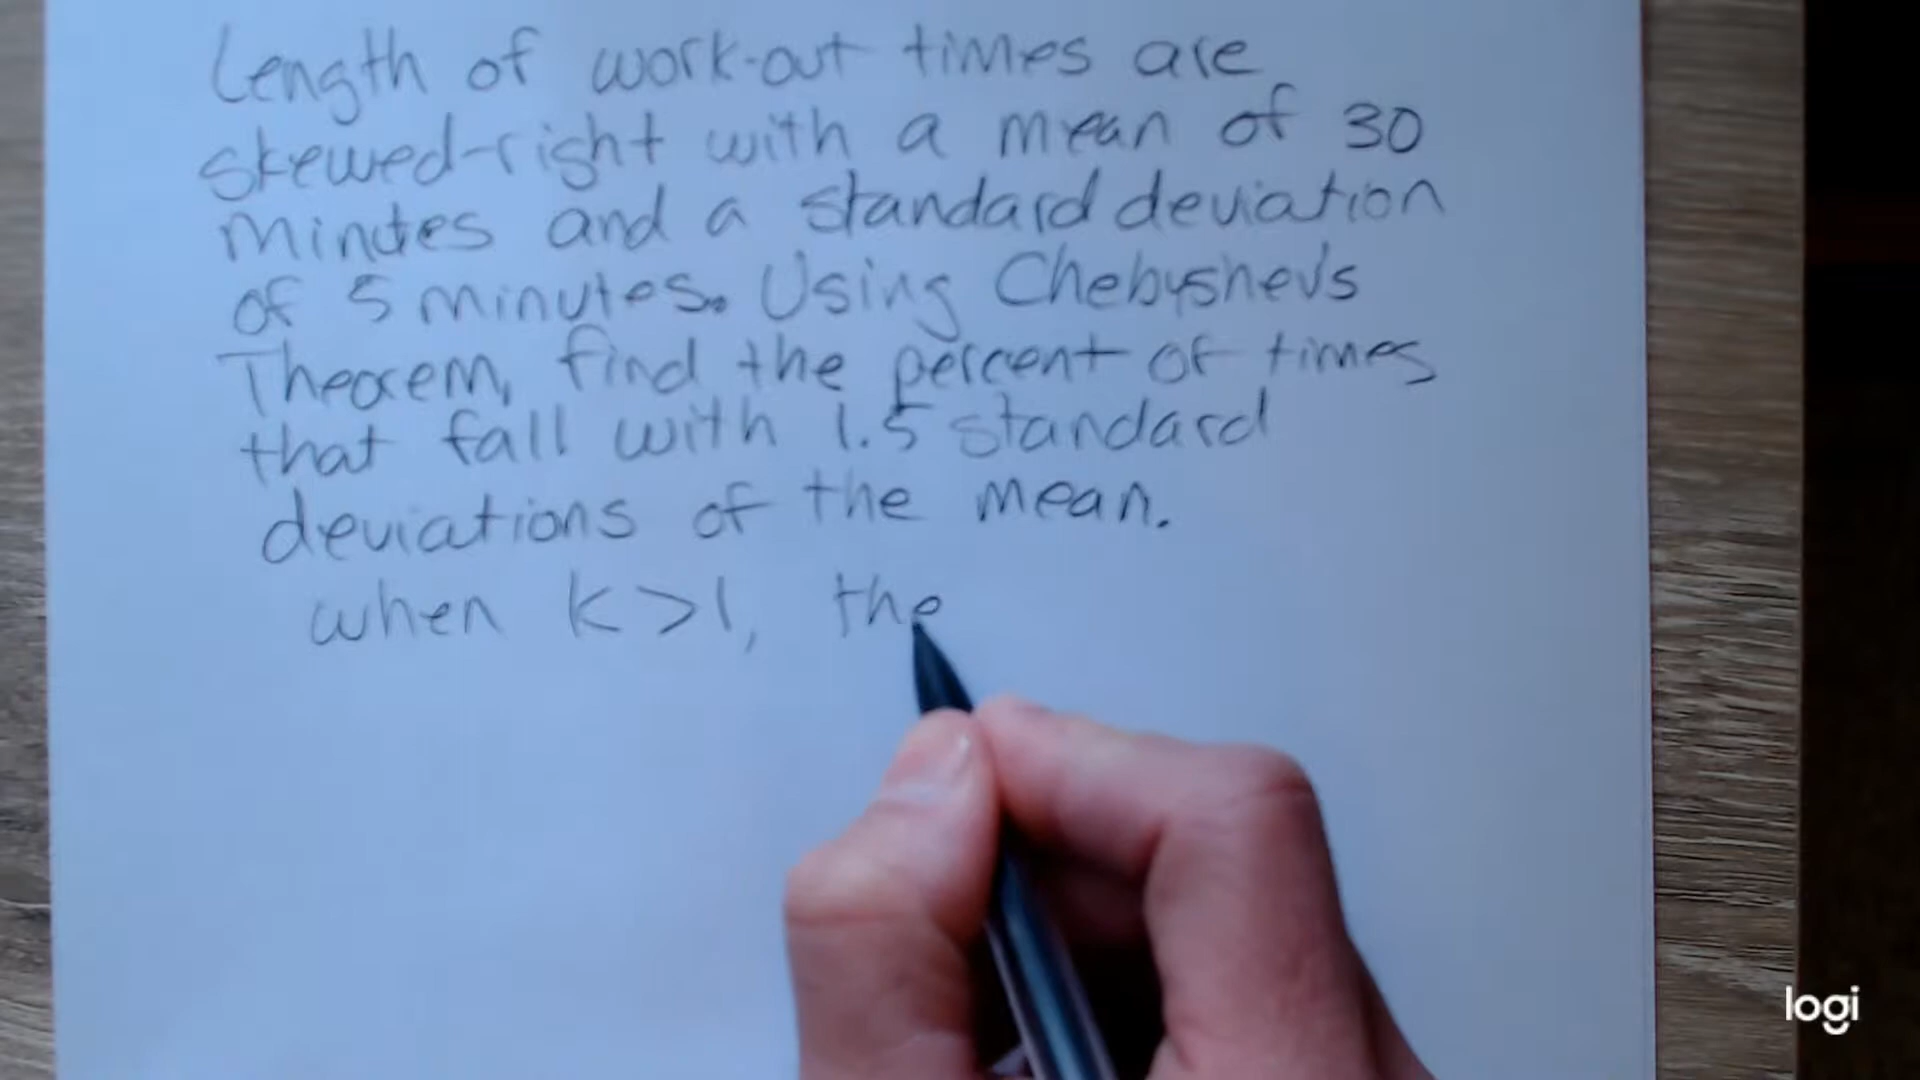 Length of work-out times are
skewed-right with a mean of 30
minutes and a standard deviation
of 5 minutes. Using Chebyshev's
Theorem, find the percent of times
that fall with 1.5 standard
deviations of the mean.
when k>1, the
logi